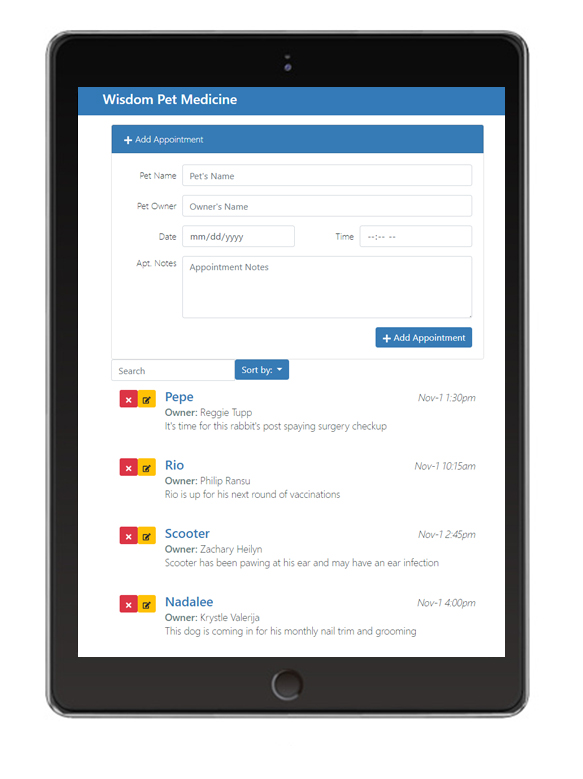 Wisdom Pet Medicine
Add Appointment
Pet Name Pet's Name
Pet Owner Owner's Name
Date mm/dd/yyyy Time --:-- --
Apt. Notes Appointment Notes
Add Appointment
Search Sort by:
Pepe Nov-1 1:30pm
Owner: Reggie Tupp
It's time for this rabbit's post spaying surgery checkup
Rio Nov-1 10:15am
Owner: Philip Ransu
Rio is up for his next round of vaccinations
Scooter Nov-1 2:45pm
Owner: Zachary Heilyn
Scooter has been pawing at his ear and may have an ear infection
Nadalee Nov-1 4:00pm
Owner: Krystle Valerija
This dog is coming in for his monthly nail trim and grooming